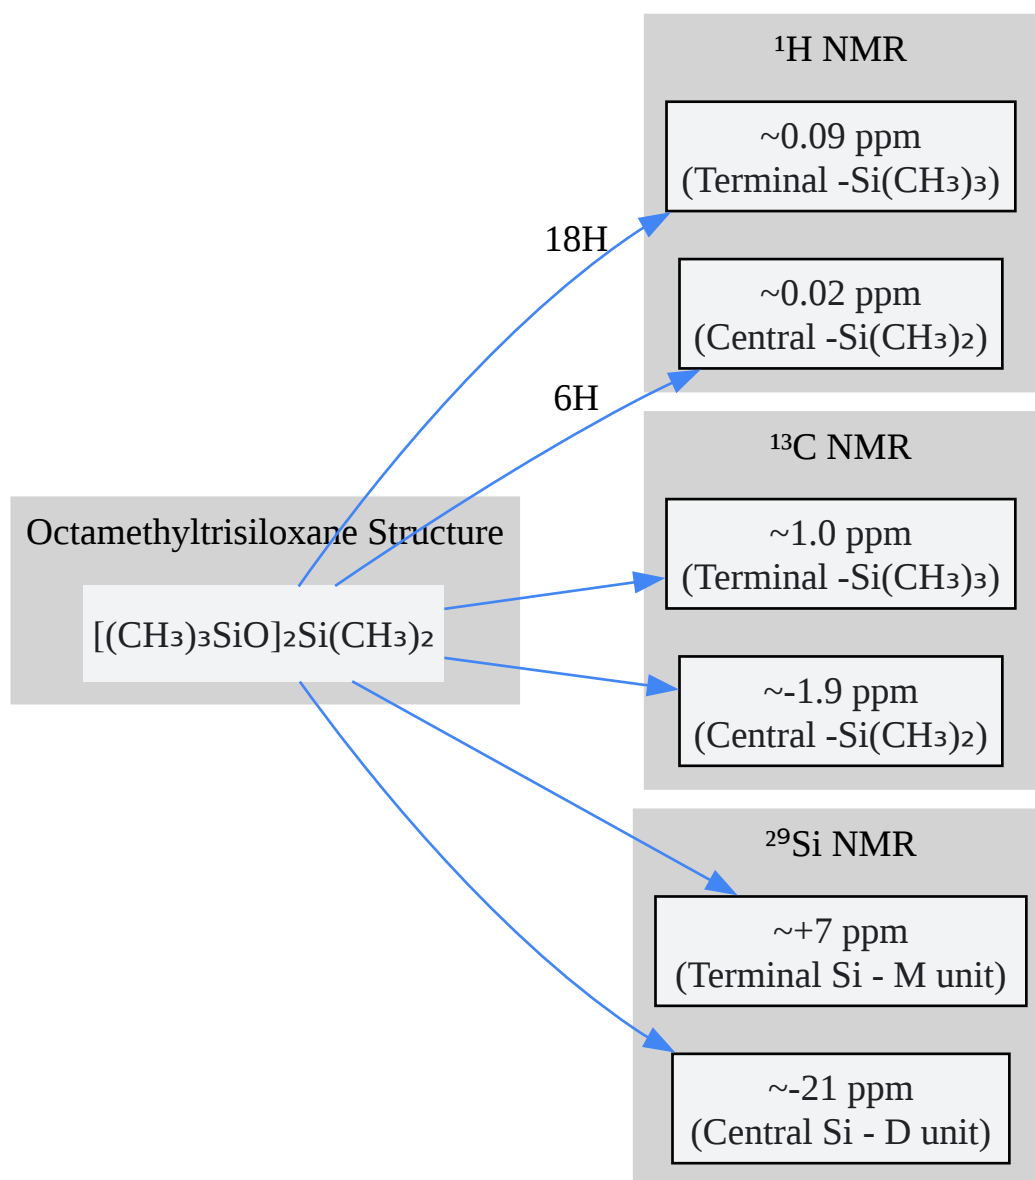 ¹H NMR
~0.09 ppm
(Terminal -Si(CH₃)₃)
18H
~0.02 ppm
(Central -Si(CH₃)₂)
6H
¹³C NMR
~1.0 ppm
(Terminal -Si(CH₃)₃)
Octamethyltrisiloxane Structure
[(CH₃)₃SiO]₂Si(CH₃)₂
~-1.9 ppm
(Central -Si(CH₃)₂)
²⁹Si NMR
~+7 ppm
(Terminal Si - M unit)
~-21 ppm
(Central Si - D unit)